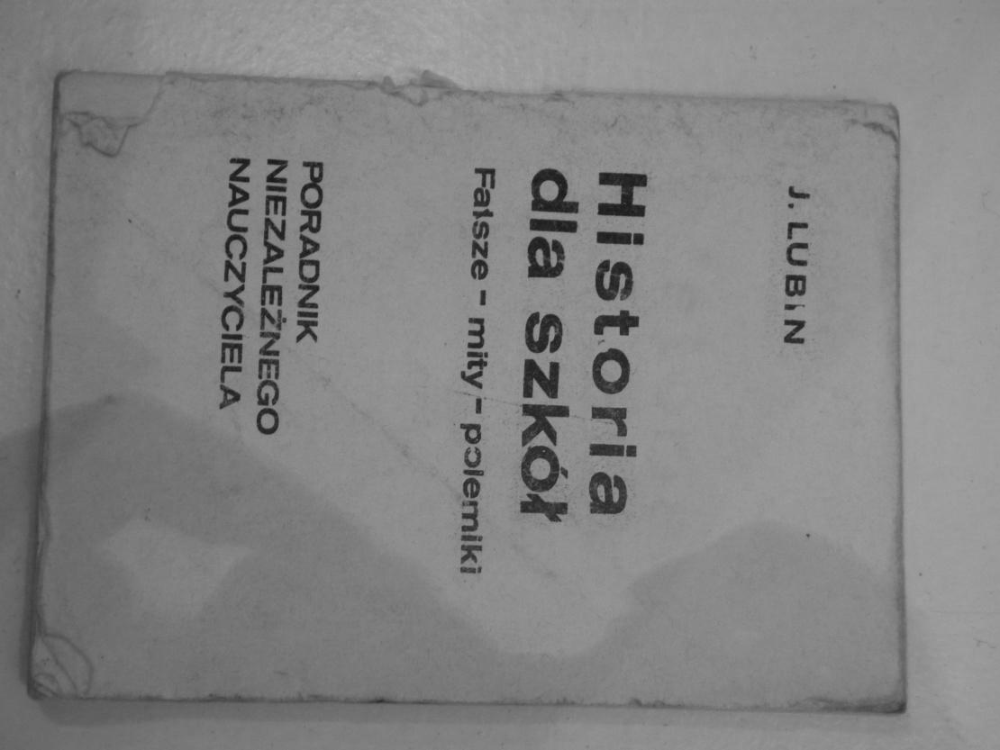 J. LUBIN
Historia
dla szkół
Fałsze - mity - polemiki
PORADNIK
NIEZALEŻNEGO
NAUCZYCIELA